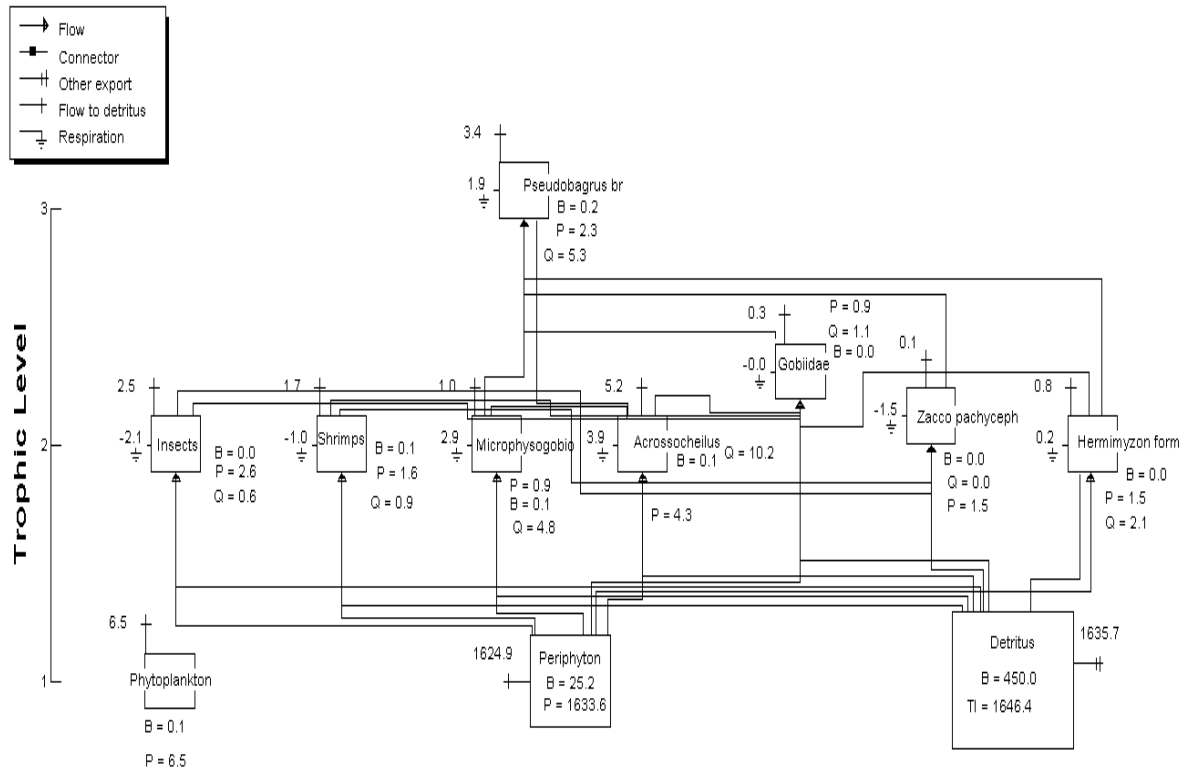 Flow
Connector
Other export
Flow to detritus
Respiration
Trophic Level
3
2
1
3.4
1.9
Pseudobagrus br
B = 0.2
P = 2.3
Q = 5.3
0.3
P = 0.9
Q = 1.1
B = 0.0
-0.0
Gobiidae
0.1
-1.5
Zacco pachyceph
B = 0.0
Q = 0.0
P = 1.5
2.5
-2.1
Insects
B = 0.0
P = 2.6
Q = 0.6
1.7
-1.0
Shrimps
B = 0.1
P = 1.6
Q = 0.9
1.0
2.9
Microphysogobio
P = 0.9
B = 0.1
Q = 4.8
5.2
3.9
Acrossocheilus
B = 0.1
Q = 10.2
P = 4.3
0.8
0.2
Hermimyzon form
B = 0.0
P = 1.5
Q = 2.1
6.5
Phytoplankton
B = 0.1
P = 6.5
1624.9
Periphyton
B = 25.2
P = 1633.6
Detritus
1635.7
B = 450.0
TI = 1646.4